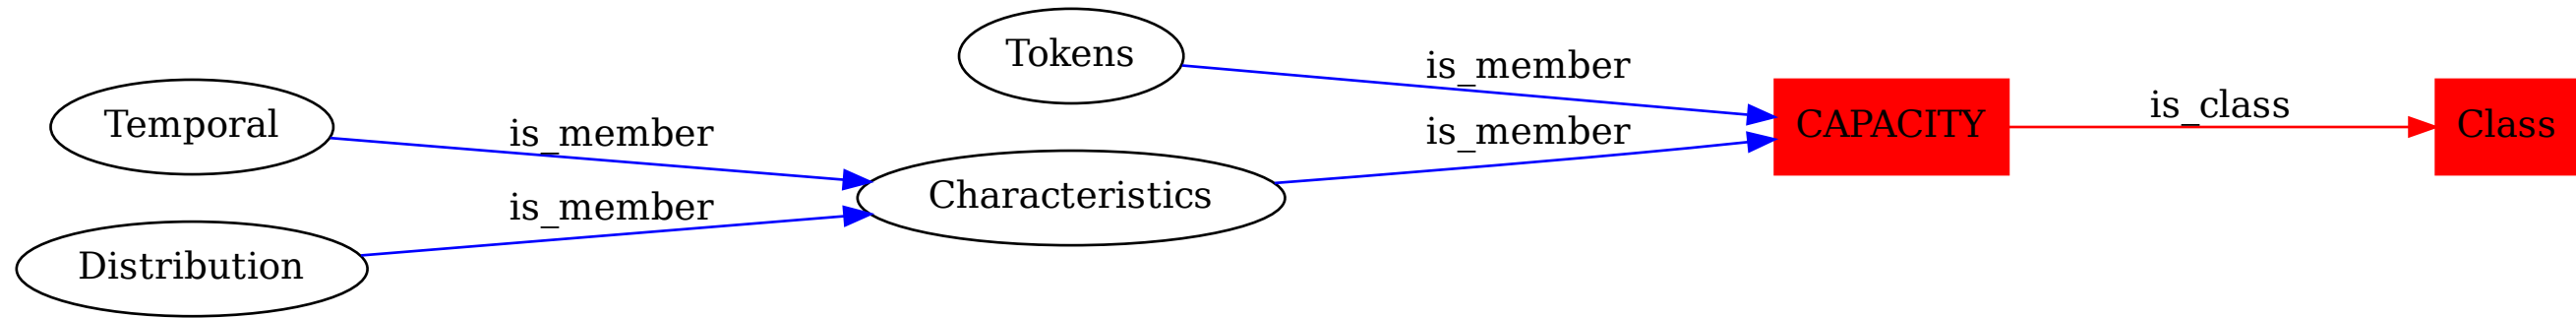 Tokens
is_member
Temporal
is_member
is_member
CAPACITY
is_class
Class
Characteristics
is_member
Distribution